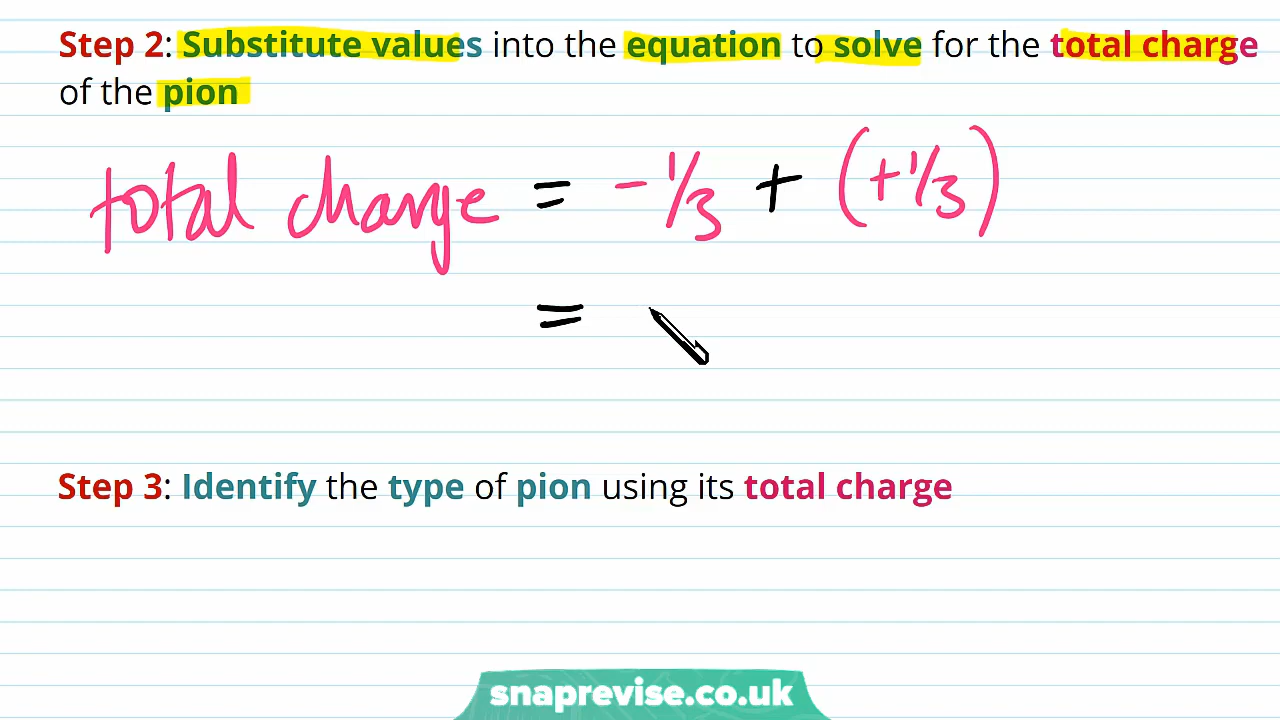 Step 2: Substitute values into the equation to solve for the total charge
of the pion
total charge = - 1/3 + (+1/3)
=
Step 3: Identify the type of pion using its total charge
snaprevise.co.uk